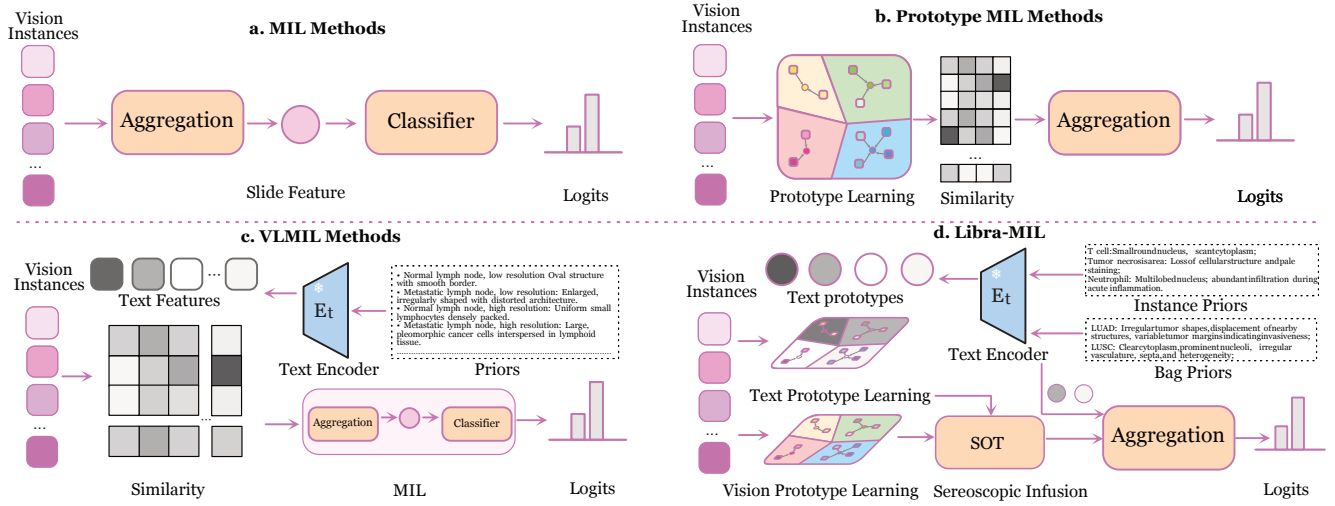 a. MIL Methods
Vision
Instances
...
Aggregation
Classifier
Slide Feature
Logits
b. Prototype MIL Methods
Vision
Instances
...
Prototype Learning
...
Similarity
Aggregation
Logits
c. VLMIL Methods
Vision
Instances
...
...
Text Features
Et
Text Encoder
• Normal lymph node, low resolution Oval structure
with smooth border.
• Metastatic lymph node, low resolution: Enlarged,
irregularly shaped with distorted architecture.
• Normal lymph node, high resolution: Uniform small
lymphocytes densely packed.
• Metastatic lymph node, high resolution: Large,
pleomorphic cancer cells interspersed in lymphoid
tissue.
Priors
...
Similarity
Aggregation
Classifier
MIL
Logits
d. Libra-MIL
Vision
Instances
...
Text prototypes
Et
Text Encoder
T cell:Smallroundnucleus, scantcytoplasm;
Tumor necrosisarea: Lossof cellularstructure andpale
staining;
Neutrophil: Multilobednucleus; abundantinfiltration during
acute inflammation.
Instance Priors
LUAD: Irregulartumor shapes,displacement ofnearby
structures, variabletumor marginsindicatinginvasiveness;
LUSC: Clearcytoplasm,prominentnucleoli, irregular
vasculature, septa,and heterogeneity;
Bag Priors
Text Prototype Learning
SOT
Aggregation
Vision Prototype Learning
Sereoscopic Infusion
Logits